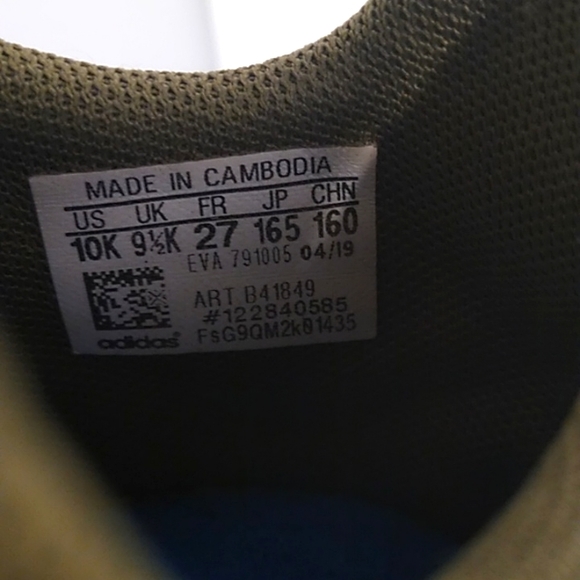 MADE IN CAMBODIA
US UK FR JP CHN
10K 9½K 27 165 160
EVA 791005 04/19
ART B41849
#122840585
adidas FsG9QM2k01435